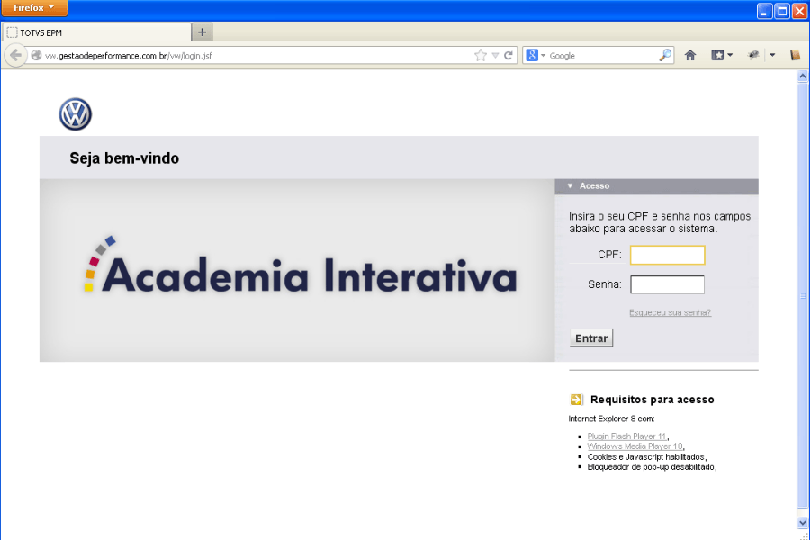 Firefox
TOTVS EPM
vw.gestaodeperformance.com.br/vw/login.jsf
Google
Seja bem-vindo
Acesso
Academia Interativa
Insira o seu CPF e senha nos campos
abaixo para acessar o sistema.
CPF:
Senha:
Esqueceu sua senha?
Entrar
Requisitos para acesso
Internet Explorer 8 com:
Plugin Flash Player 11,
Windows Media Player 10,
Cookies e Javascript habilitados,
Bloqueador de pop-up desabilitado,